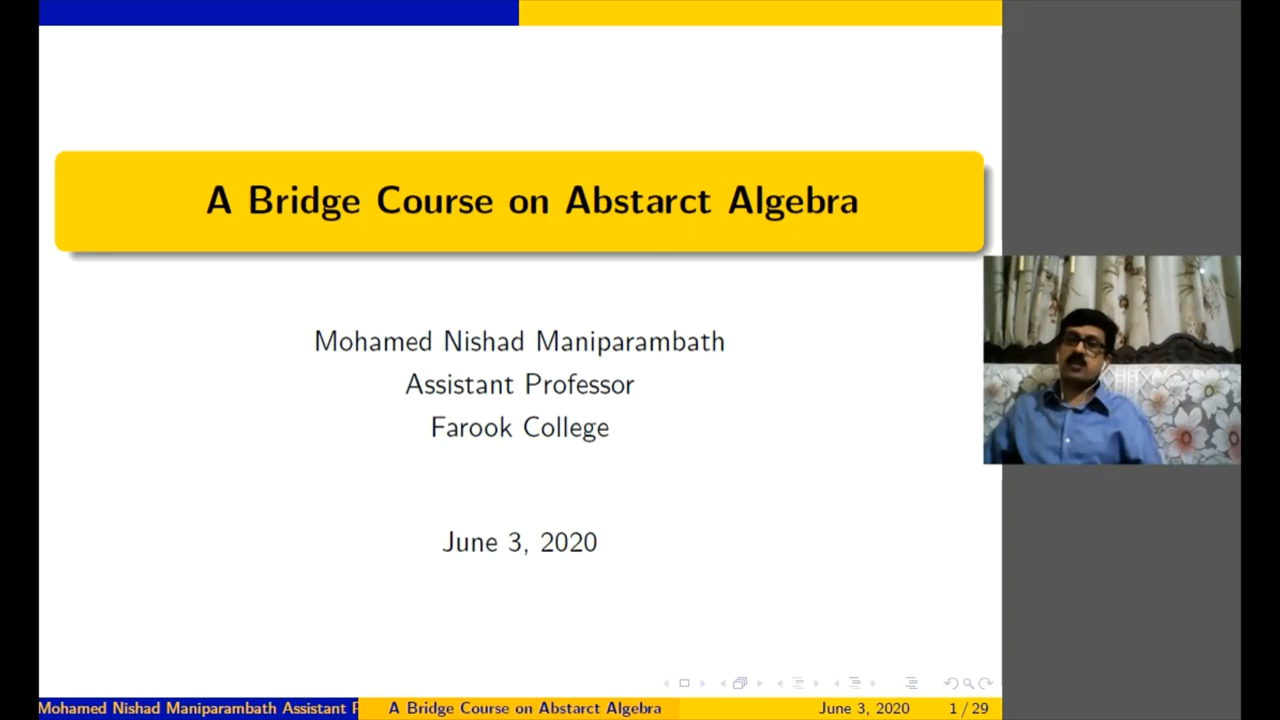 A Bridge Course on Abstarct Algebra
Mohamed Nishad Maniparambath
Assistant Professor
Farook College
June 3, 2020
Mohamed Nishad Maniparambath Assistant P
A Bridge Course on Abstarct Algebra
June 3, 2020
1 / 29